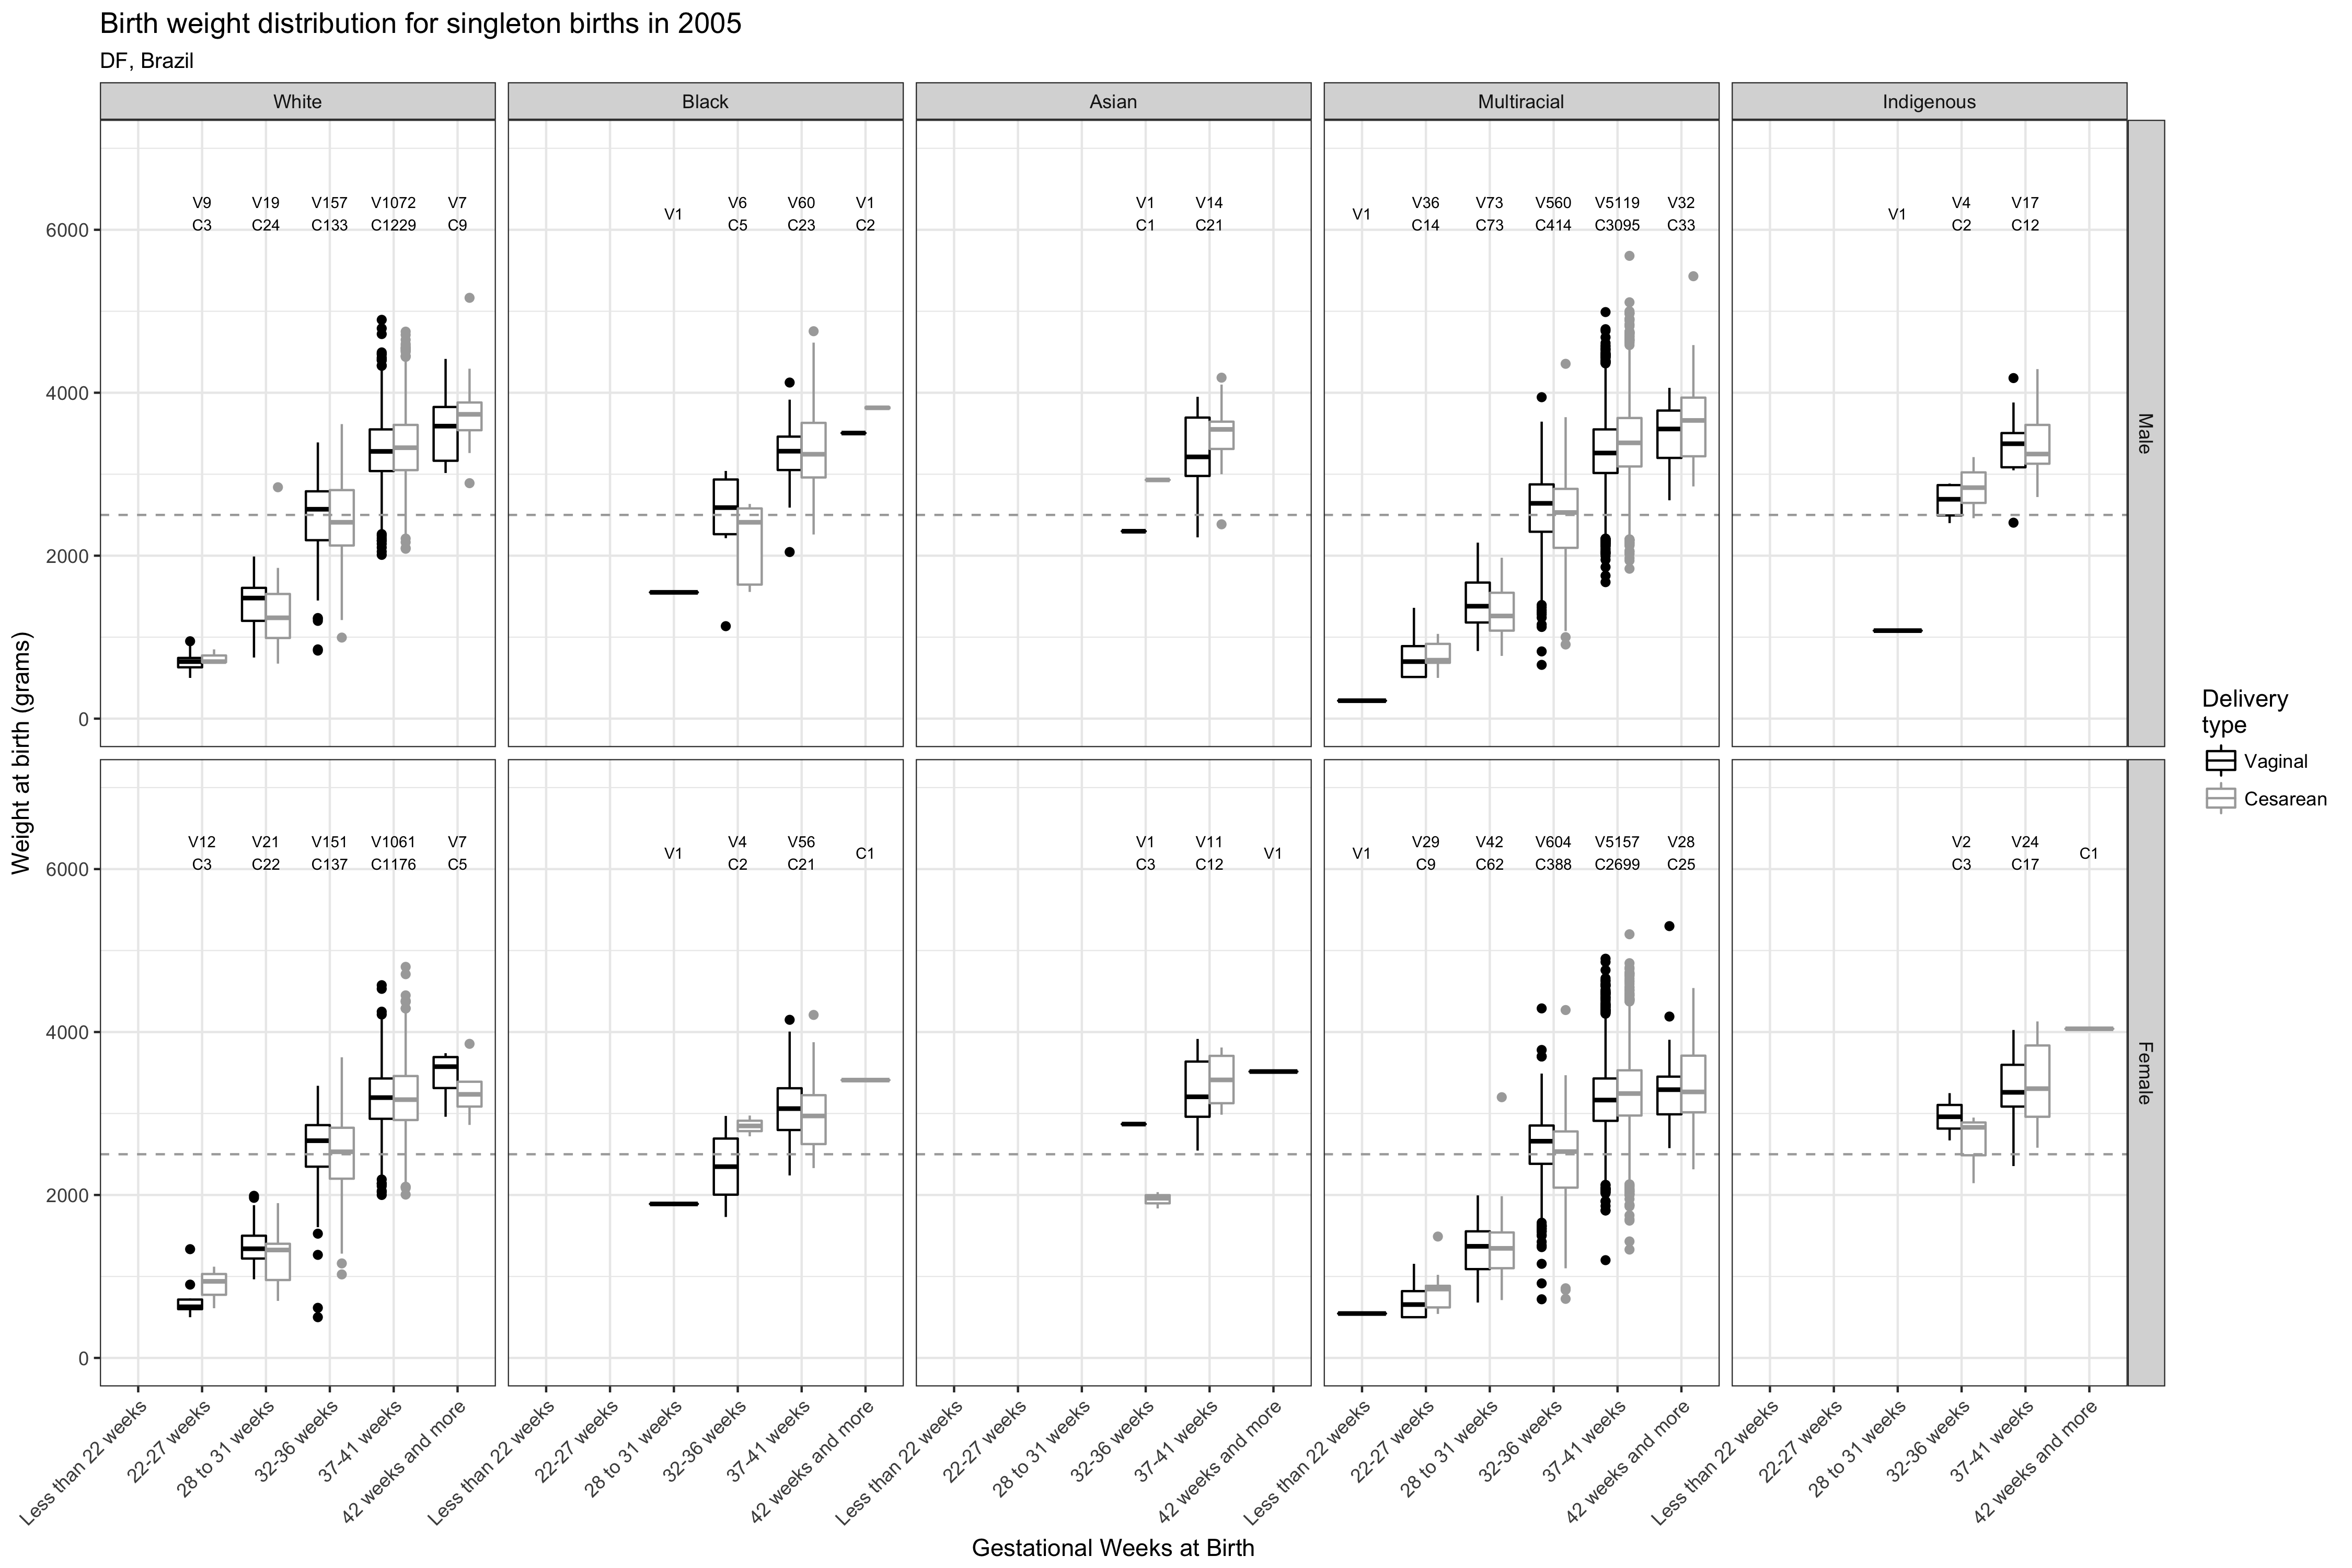 Birth weight distribution for singleton births in 2005
DF, Brazil
White Black Asian Multiracial Indigenous
V9 V19 V157 V1072 V7 V6 V60 V1 V1 V14 V36 V73 V560 V5119 V32 V4 V17
V1 V1 V1
C3 C24 C133 C1229 C9 C5 C23 C2 C1 C21 C14 C73 C414 C3095 C33 C2 C12
6000
4000
2000
0
Male
V12 V21 V151 V1061 V7 V4 V56 V1 V11 V29 V42 V604 V5157 V28 V2 V24
V1 C1 V1 V1 C1
C3 C22 C137 C1176 C5 C2 C21 C3 C12 C9 C62 C388 C2699 C25 C3 C17
6000
4000
2000
0
Female
Weight at birth (grams)
Less than 22 weeks
22-27 weeks
28 to 31 weeks
32-36 weeks
37-41 weeks
42 weeks and more
Less than 22 weeks
22-27 weeks
28 to 31 weeks
32-36 weeks
37-41 weeks
42 weeks and more
Less than 22 weeks
22-27 weeks
28 to 31 weeks
32-36 weeks
37-41 weeks
42 weeks and more
Less than 22 weeks
22-27 weeks
28 to 31 weeks
32-36 weeks
37-41 weeks
42 weeks and more
Less than 22 weeks
22-27 weeks
28 to 31 weeks
32-36 weeks
37-41 weeks
42 weeks and more
Gestational Weeks at Birth
Delivery
type
Vaginal
Cesarean